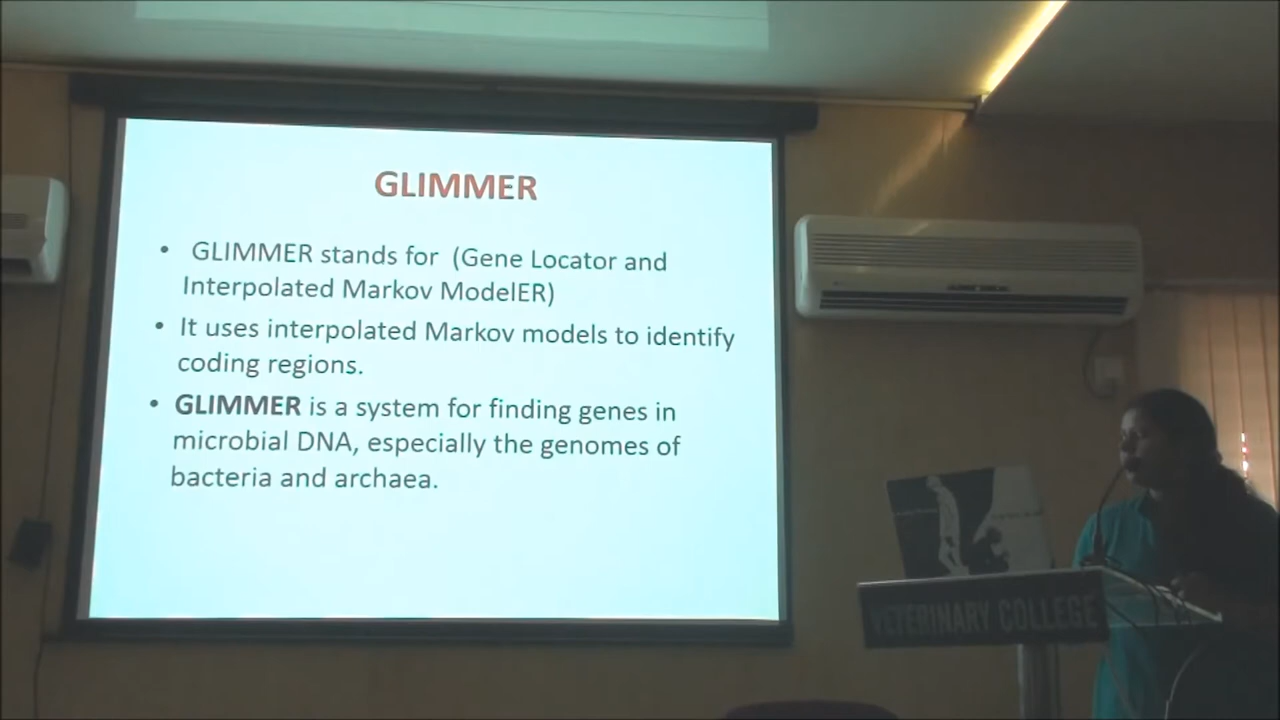 GLIMMER
• GLIMMER stands for (Gene Locator and
Interpolated Markov ModelER)
• It uses interpolated Markov models to identify
coding regions.
• GLIMMER is a system for finding genes in
microbial DNA, especially the genomes of
bacteria and archaea.
VETERINARY COLLEGE